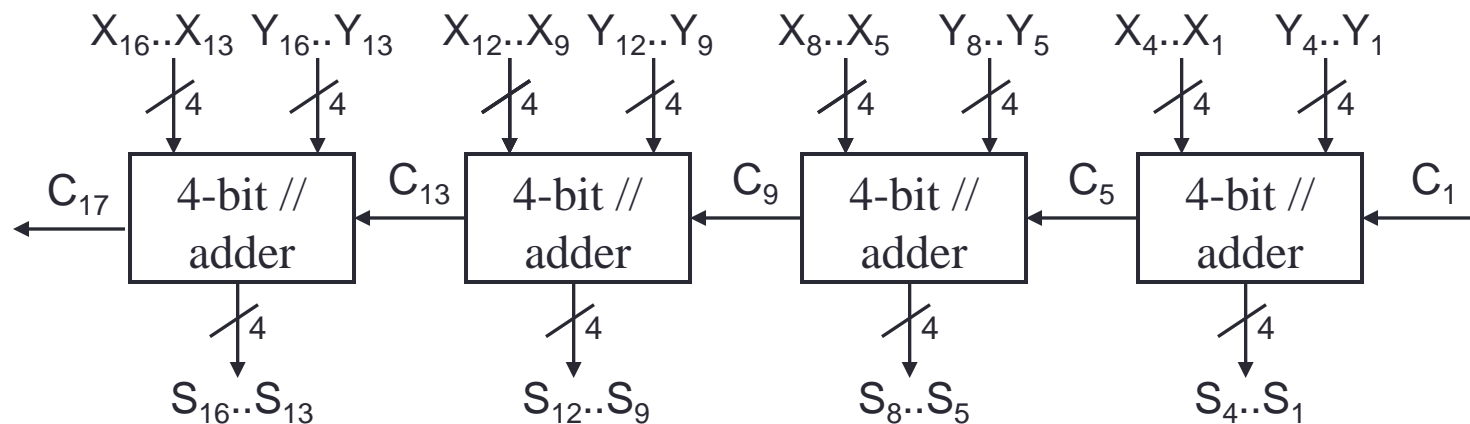 X₁₆..X₁₃ Y₁₆..Y₁₃ X₁₂..X₉ Y₁₂..Y₉ X₈..X₅ Y₈..Y₅ X₄..X₁ Y₄..Y₁
4 4 4 4 4 4 4 4
C₁₇ 4-bit // C₁₃ 4-bit // C₉ 4-bit // C₅ 4-bit // C₁
adder adder adder adder
4 4 4 4
S₁₆..S₁₃ S₁₂..S₉ S₈..S₅ S₄..S₁